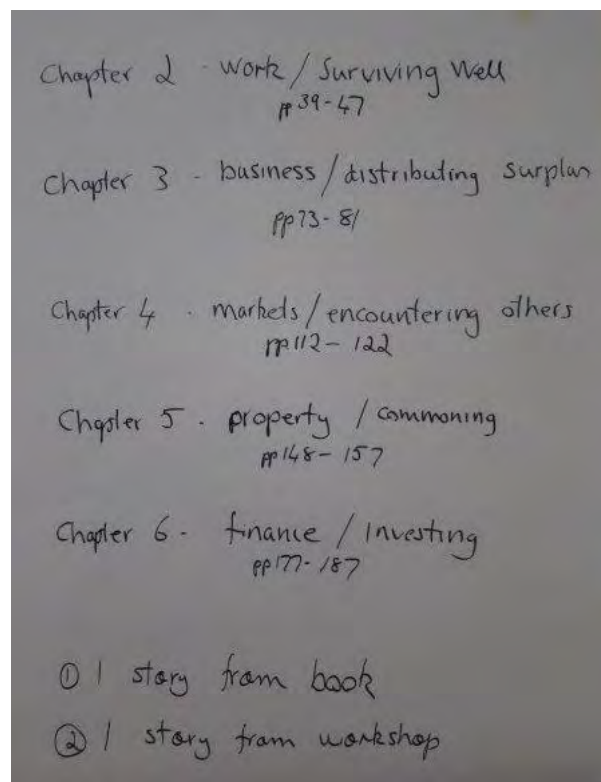 Chapter 2 - work / Surviving Well
pp 39-47
Chapter 3 - business / distributing surplus
pp 73-81
Chapter 4 - markets / encountering others
pp 112-122
Chapter 5 - property / commoning
pp 148-157
Chapter 6 - finance / Investing
pp 177-187
① 1 story from book
② 1 story from workshop